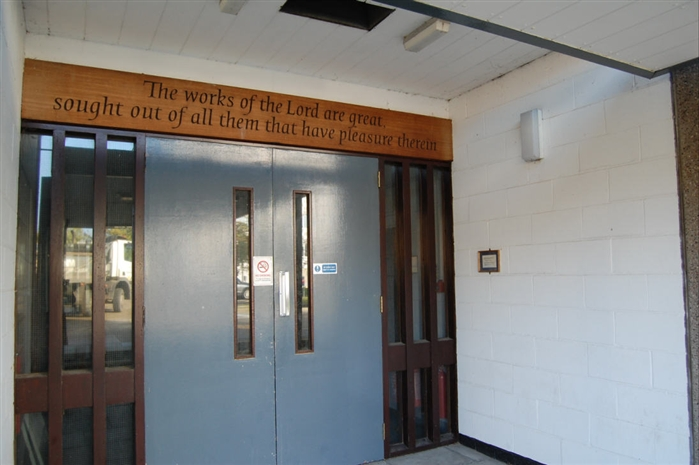 The works of the Lord are great,
sought out of all them that have pleasure therein